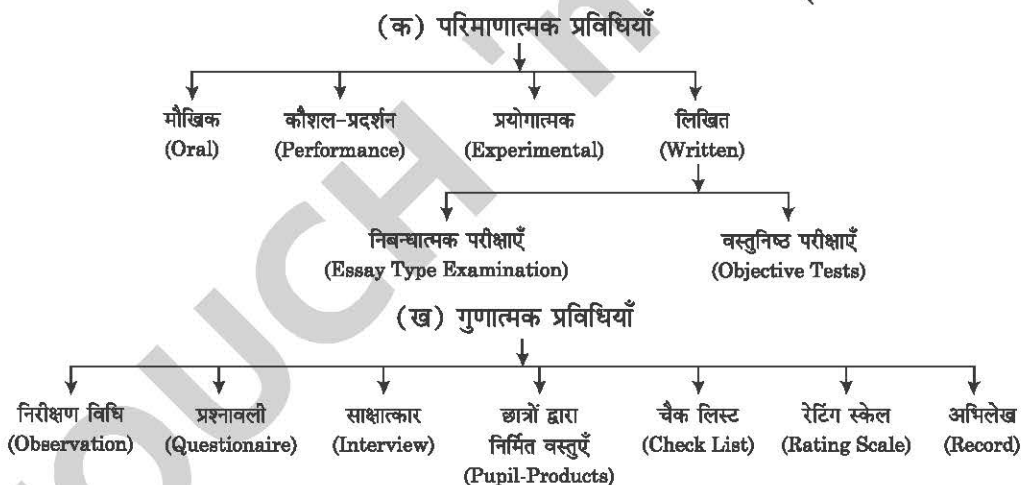 (क) परिमाणात्मक प्रविधियाँ
मौखिक कौशल-प्रदर्शन प्रयोगात्मक लिखित
(Oral) (Performance) (Experimental) (Written)
निबन्धात्मक परीक्षाएँ वस्तुनिष्ठ परीक्षाएँ
(Essay Type Examination) (Objective Tests)
(ख) गुणात्मक प्रविधियाँ
निरीक्षण विधि प्रश्नावली साक्षात्कार छात्रों द्वारा चैक लिस्ट रेटिंग स्केल अभिलेख
(Observation) (Questionaire) (Interview) निर्मित वस्तुएँ (Check List) (Rating Scale) (Record)
(Pupil-Products)